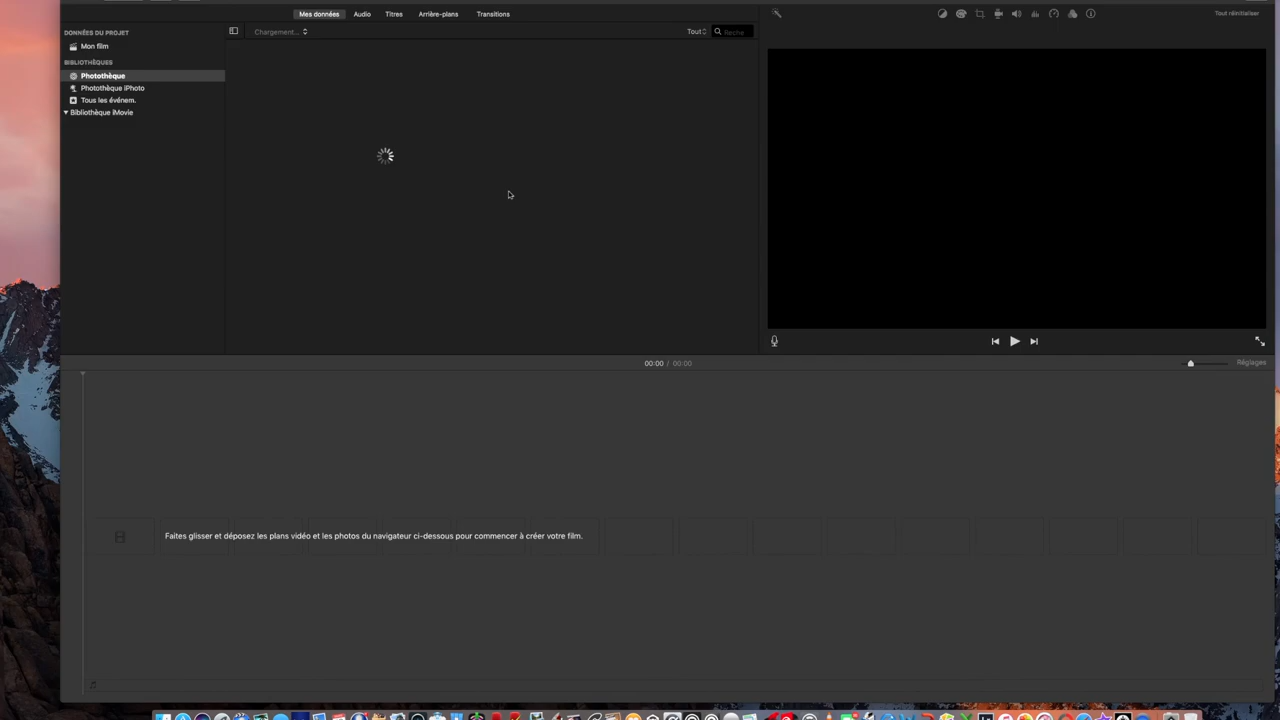 Mes données Audio Titres Arrière-plans Transitions
Tout réinitialiser
DONNÉES DU PROJET
Mon film
BIBLIOTHÈQUES
Photothèque
Photothèque iPhoto
Tous les événem.
Bibliothèque iMovie
Chargement...
Tout
Reche
00:00 / 00:00
Réglages
Faites glisser et déposez les plans vidéo et les photos du navigateur ci-dessous pour commencer à créer votre film.